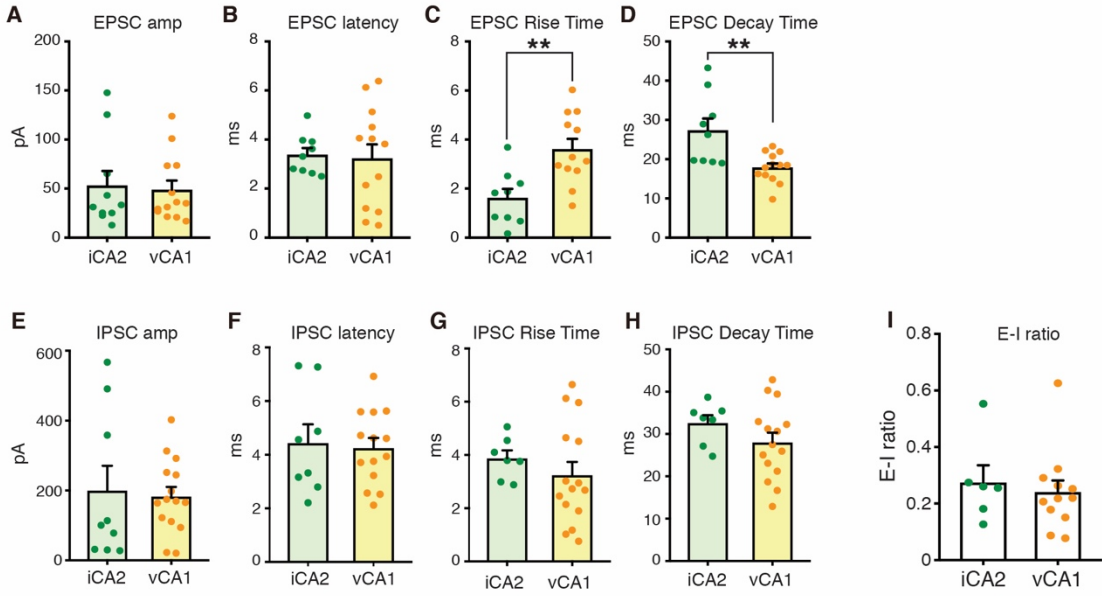 A EPSC amp
200
150
100
50
0
pA
iCA2 vCA1
B EPSC latency
8
6
4
2
0
ms
iCA2 vCA1
C EPSC Rise Time
8
6
4
2
0
ms
**
iCA2 vCA1
D EPSC Decay Time
50
40
30
20
10
0
ms
**
iCA2 vCA1
E IPSC amp
600
400
200
0
pA
iCA2 vCA1
F IPSC latency
8
6
4
2
0
ms
iCA2 vCA1
G IPSC Rise Time
8
6
4
2
0
ms
iCA2 vCA1
H IPSC Decay Time
50
40
30
20
10
0
ms
iCA2 vCA1
I E-I ratio
0.8
0.6
0.4
0.2
0
E-I ratio
iCA2 vCA1